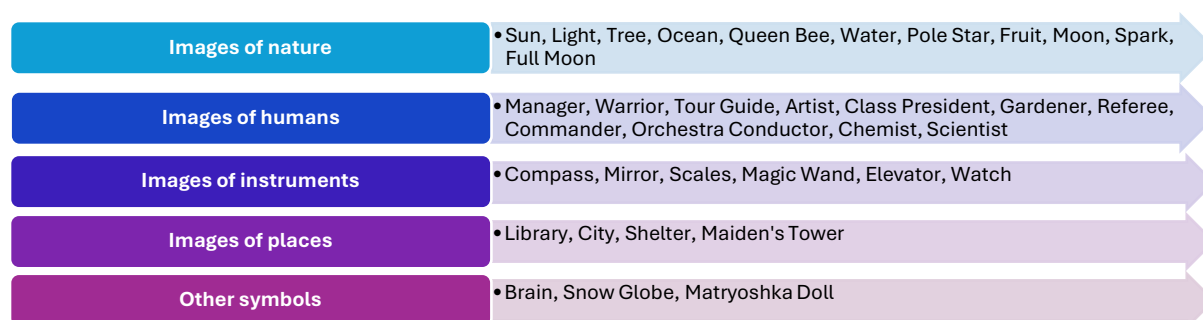 Images of nature
•Sun, Light, Tree, Ocean, Queen Bee, Water, Pole Star, Fruit, Moon, Spark,
Full Moon
Images of humans
•Manager, Warrior, Tour Guide, Artist, Class President, Gardener, Referee,
Commander, Orchestra Conductor, Chemist, Scientist
Images of instruments
•Compass, Mirror, Scales, Magic Wand, Elevator, Watch
Images of places
•Library, City, Shelter, Maiden's Tower
Other symbols
•Brain, Snow Globe, Matryoshka Doll